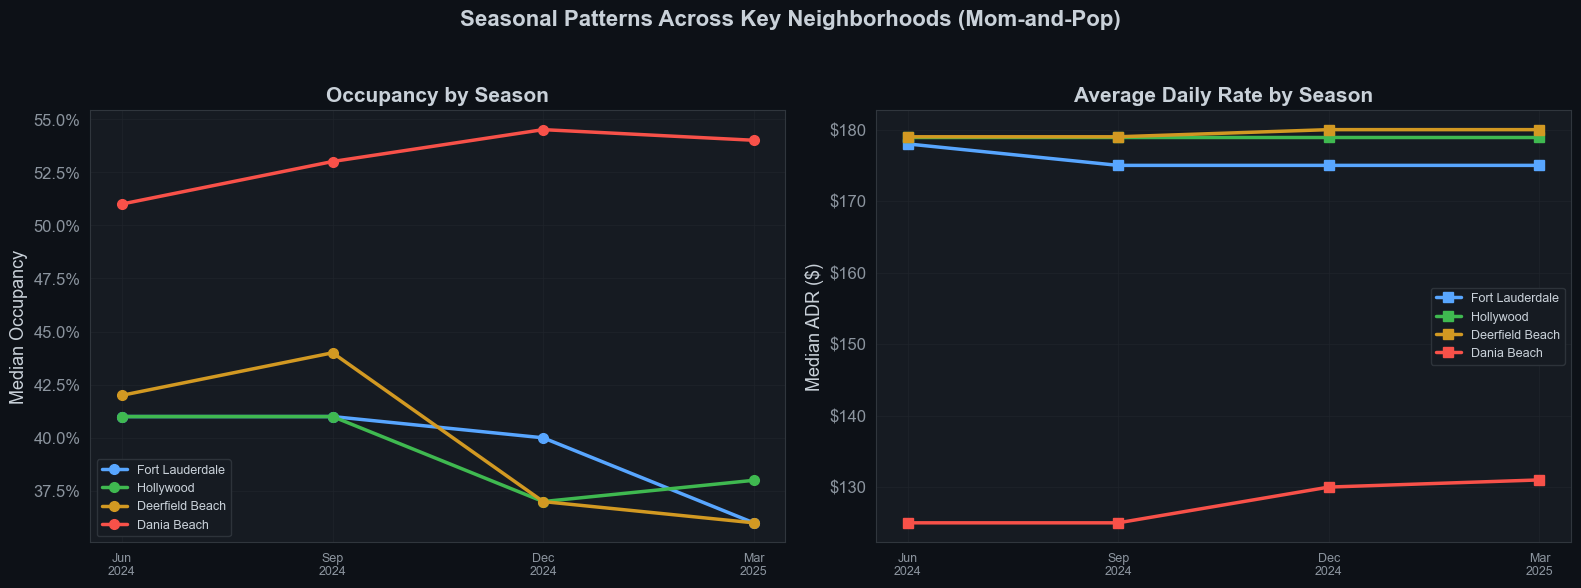 Seasonal Patterns Across Key Neighborhoods (Mom-and-Pop)
Occupancy by Season
Median Occupancy
55.0%
52.5%
50.0%
47.5%
45.0%
42.5%
40.0%
37.5%
Fort Lauderdale
Hollywood
Deerfield Beach
Dania Beach
Jun
2024
Sep
2024
Dec
2024
Mar
2025
Average Daily Rate by Season
Median ADR ($)
$180
$170
$160
$150
$140
$130
Fort Lauderdale
Hollywood
Deerfield Beach
Dania Beach
Jun
2024
Sep
2024
Dec
2024
Mar
2025